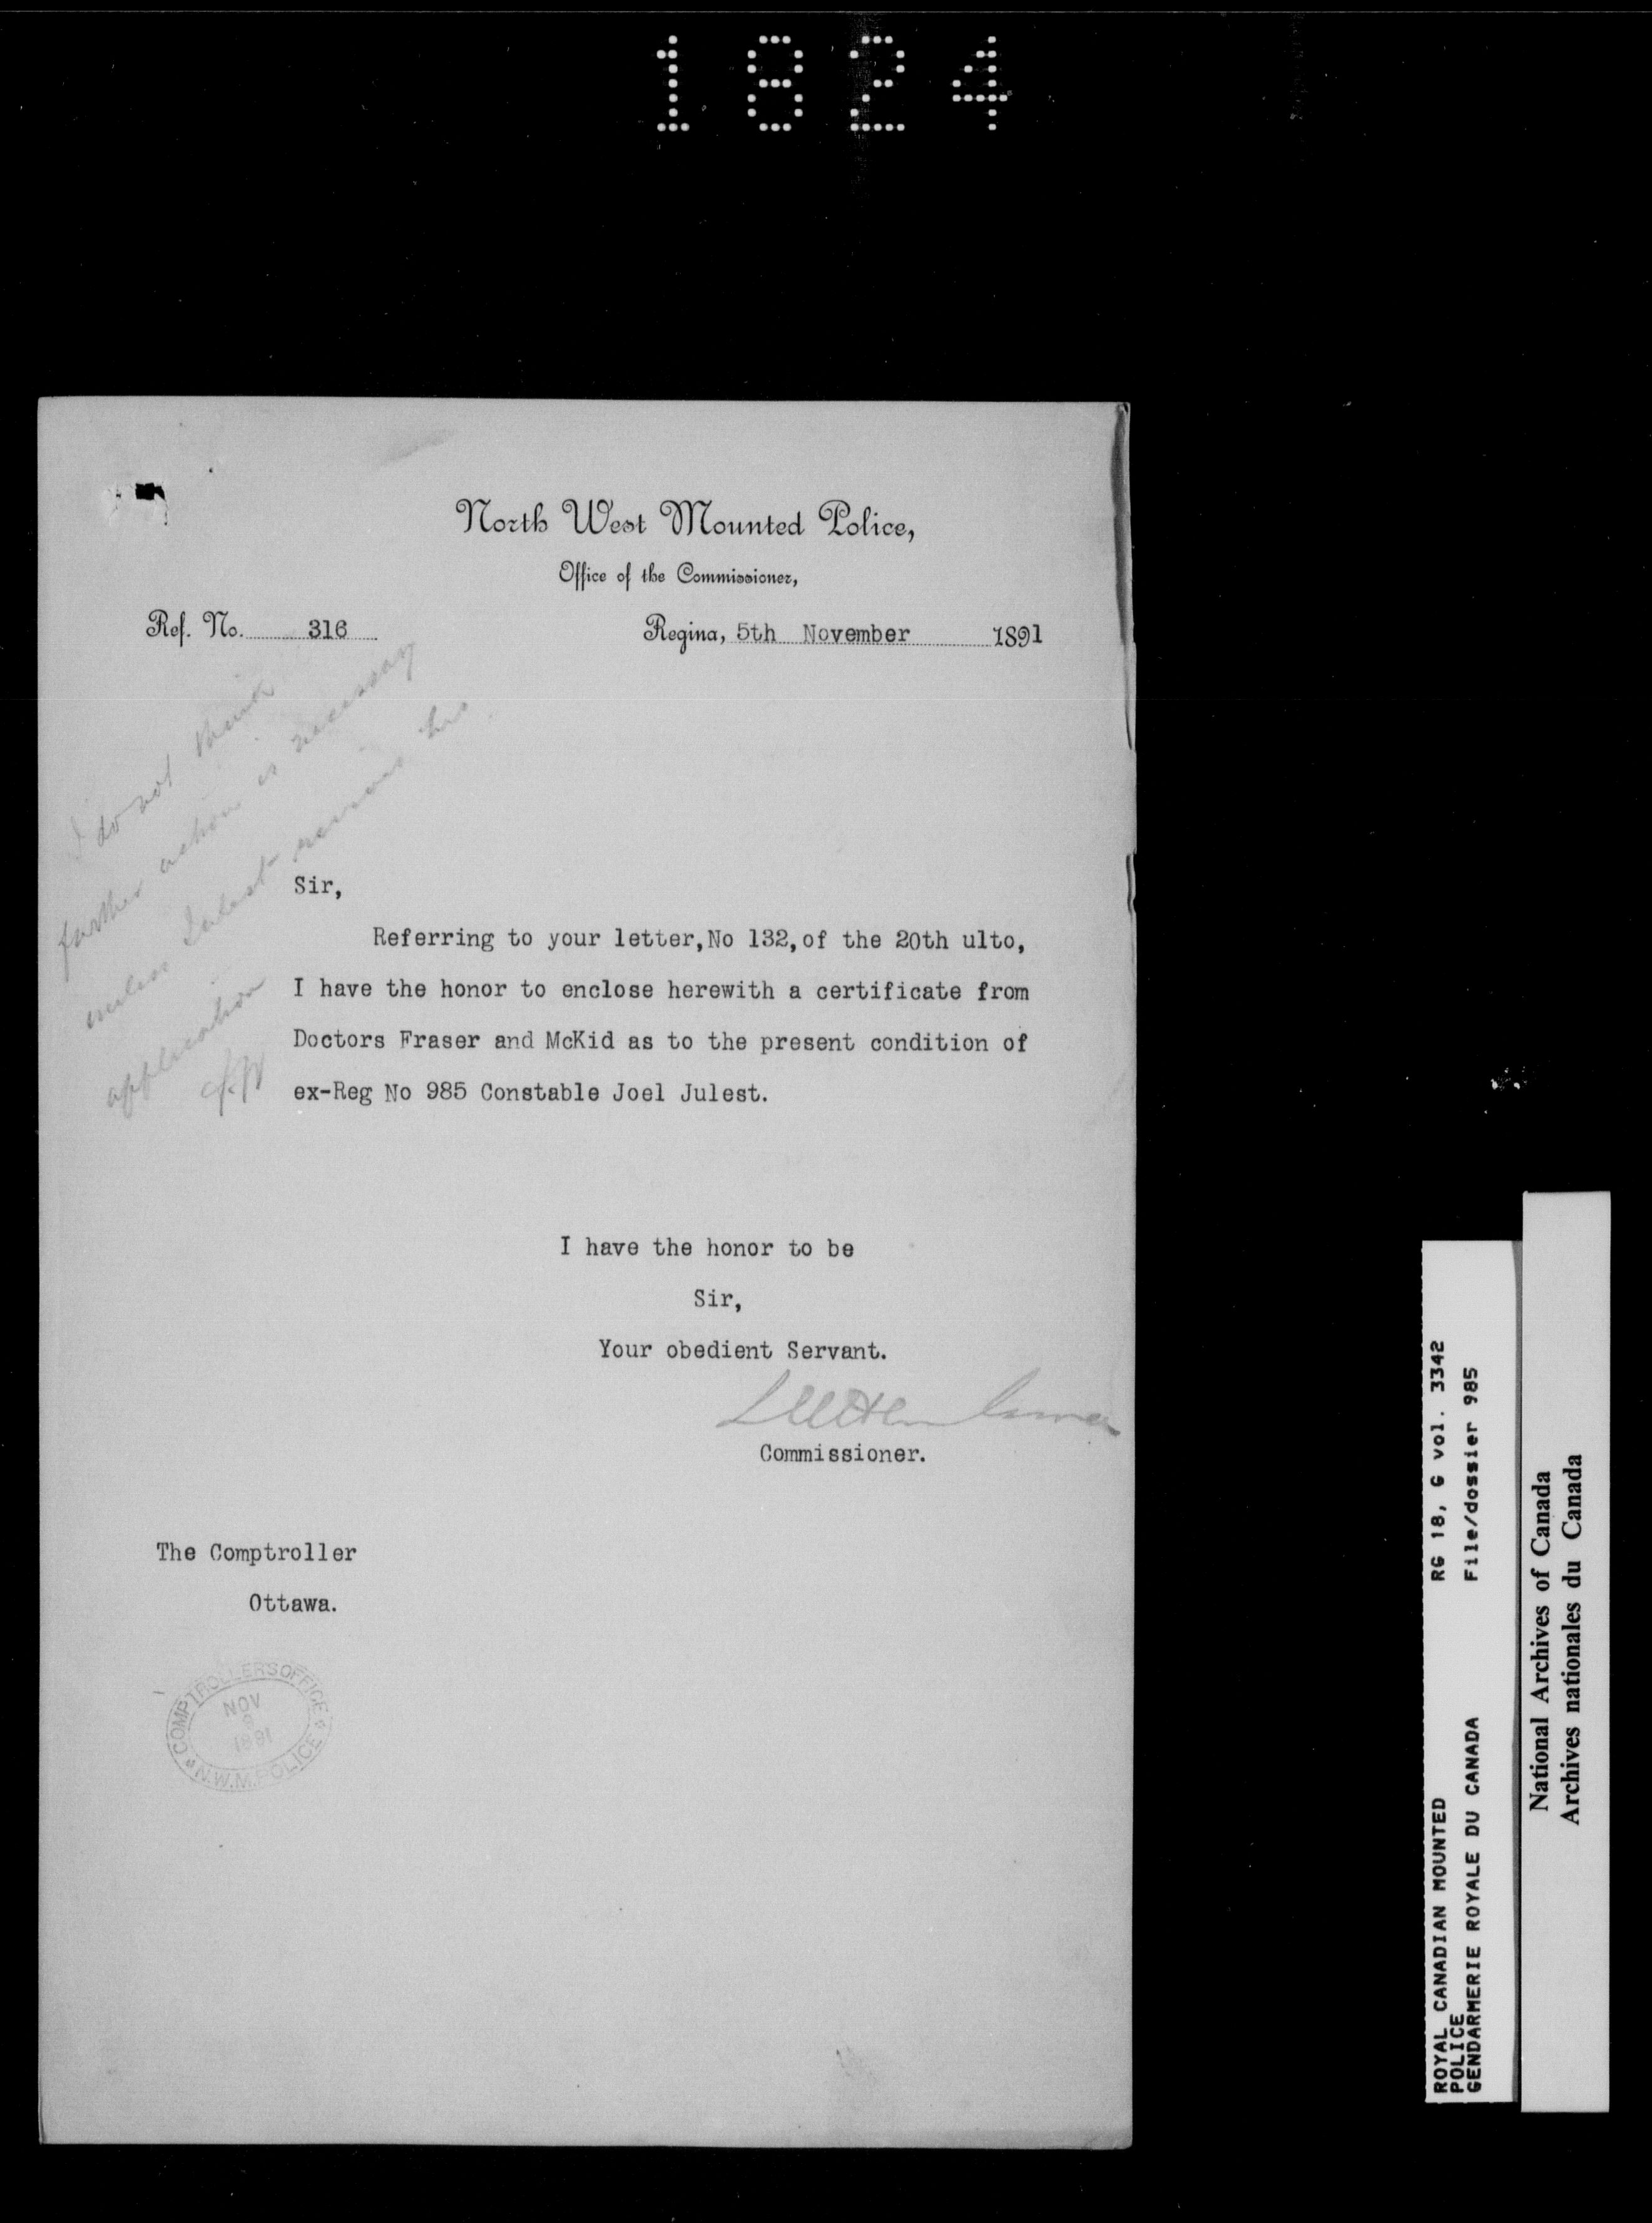 1824
North West Mounted Police,
Office of the Commissioner,
Ref. No. 316
Regina, 5th November 1891
I do not think
further action is necessary
unless Julest renews his
application
Sir,
Referring to your letter,No 132,of the 20th ulto,
I have the honor to enclose herewith a certificate from
Doctors Fraser and McKid as to the present condition of
ex-Reg No 985 Constable Joel Julest.
I have the honor to be
Sir,
Your obedient Servant.
Commissioner.
The Comptroller
Ottawa.
COMPTROLLER'S OFFICE
NOV
1891
N.W.M. POLICE
ROYAL CANADIAN MOUNTED
POLICE
GENDARMERIE ROYALE DU CANADA
RG 18, G vol. 3342
File/dossier 985
National Archives of Canada
Archives nationales du Canada